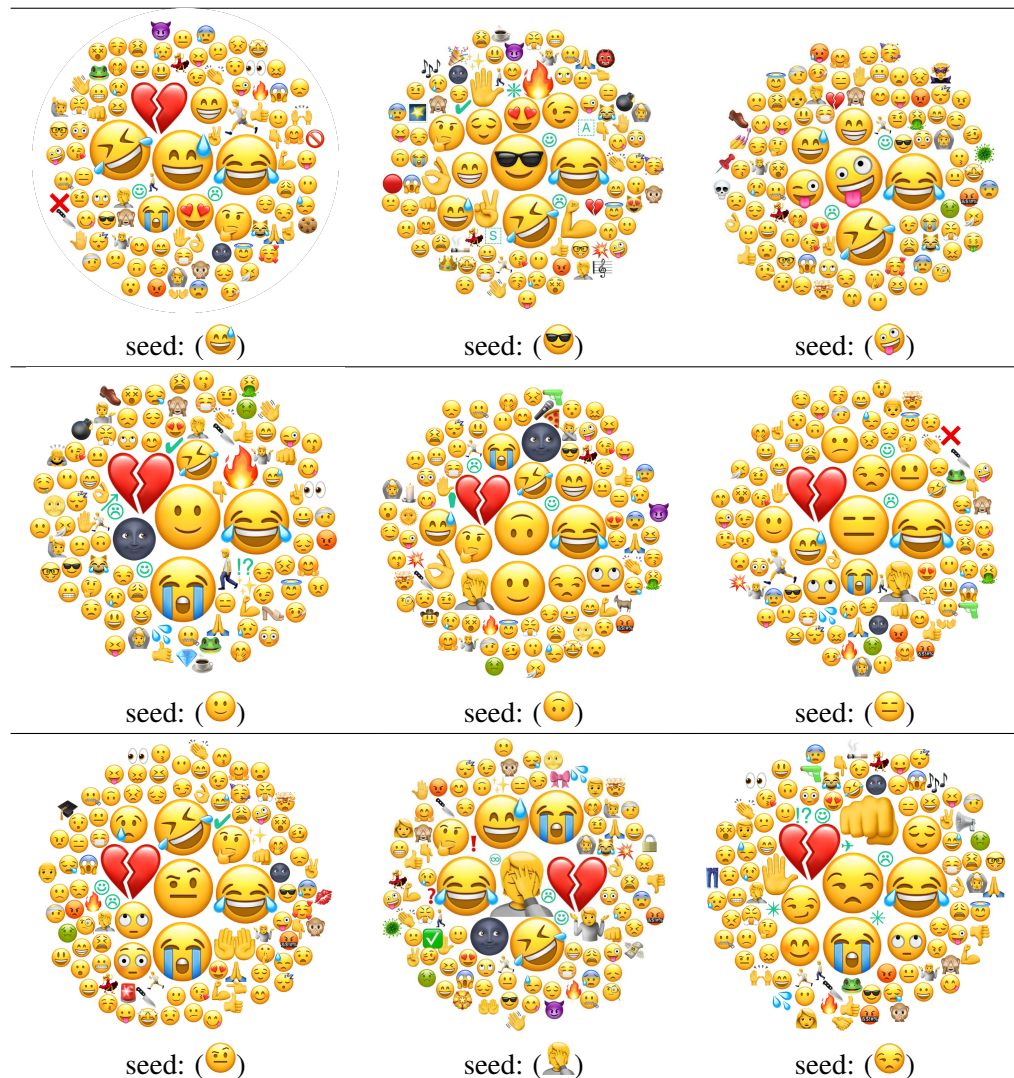 seed: (😅) seed: (😎) seed: (🤪)
seed: (🙂) seed: (🙃) seed: (😑)
seed: (🤨) seed: (🤦) seed: (😒)